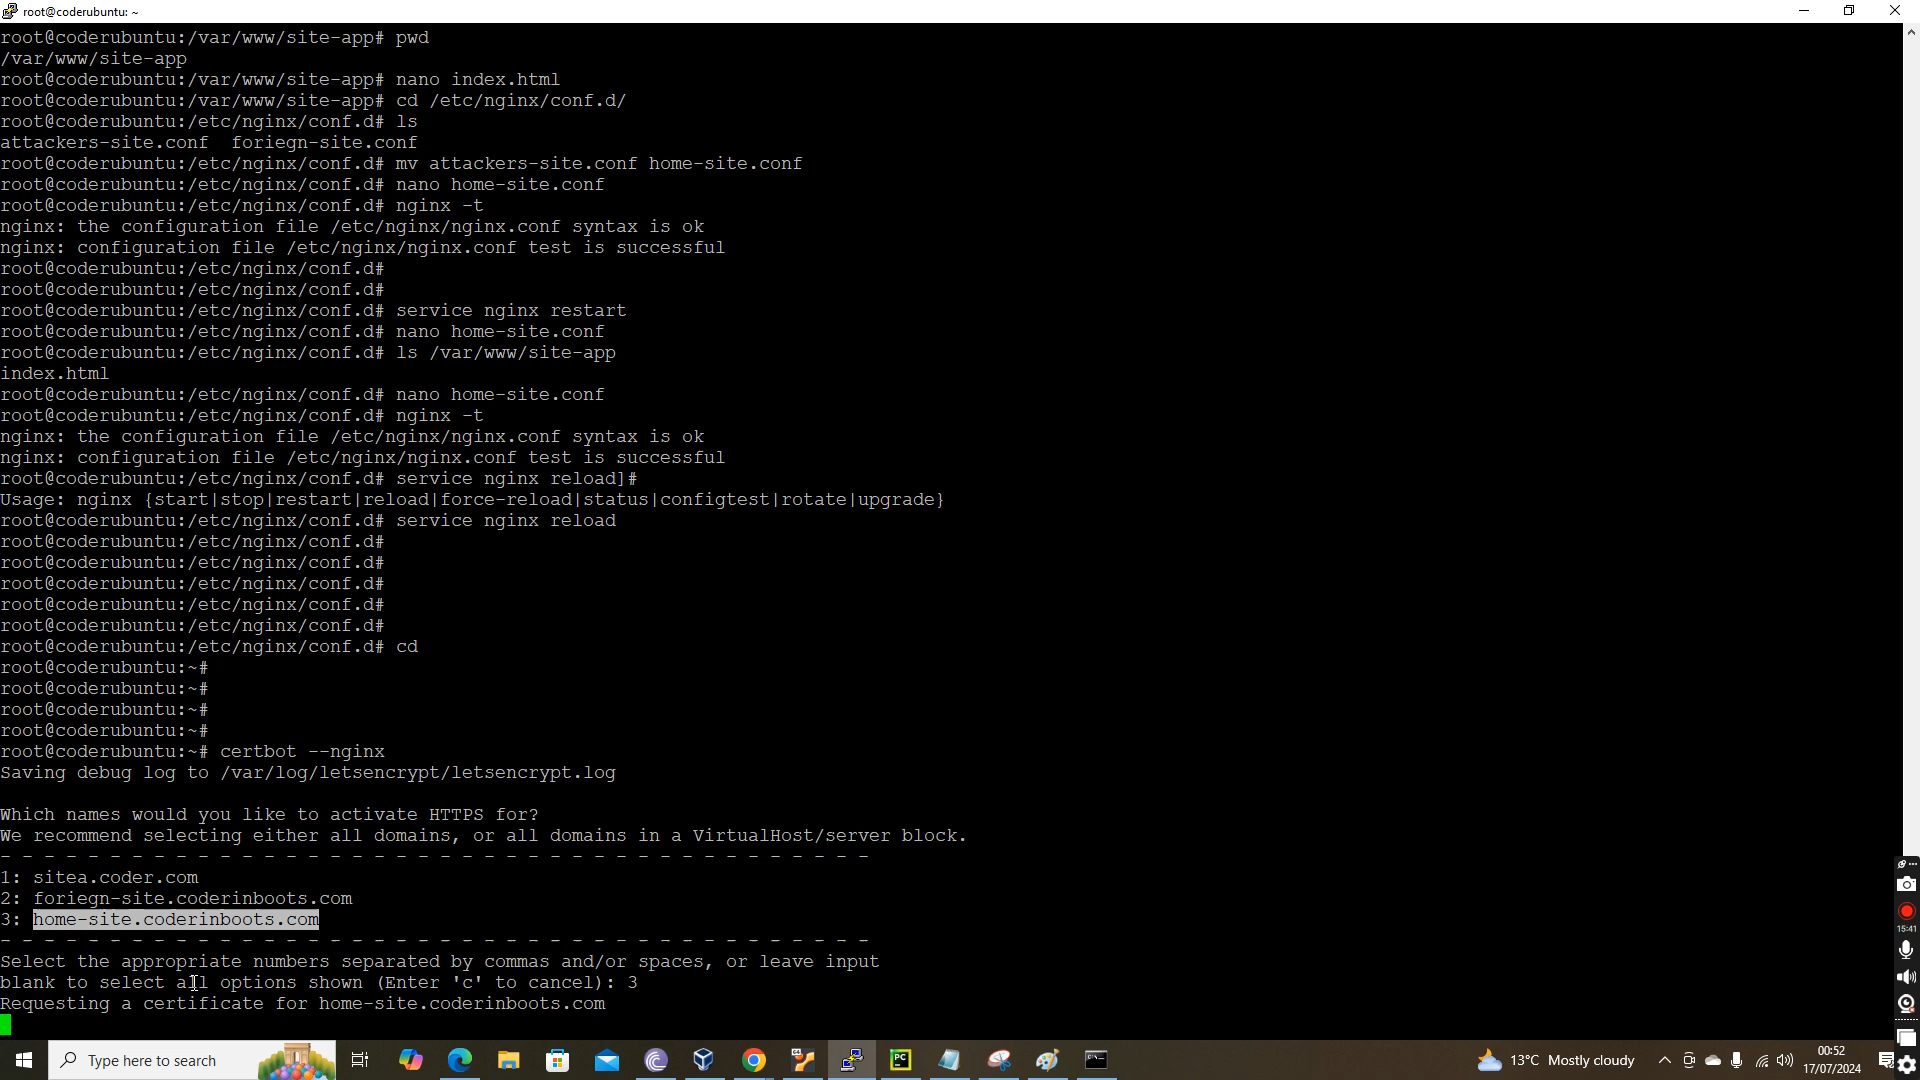 root@coderubuntu: ~
root@coderubuntu:/var/www/site-app# pwd
/var/www/site-app
root@coderubuntu:/var/www/site-app# nano index.html
root@coderubuntu:/var/www/site-app# cd /etc/nginx/conf.d/
root@coderubuntu:/etc/nginx/conf.d# ls
attackers-site.conf  foriegn-site.conf
root@coderubuntu:/etc/nginx/conf.d# mv attackers-site.conf home-site.conf
root@coderubuntu:/etc/nginx/conf.d# nano home-site.conf
root@coderubuntu:/etc/nginx/conf.d# nginx -t
nginx: the configuration file /etc/nginx/nginx.conf syntax is ok
nginx: configuration file /etc/nginx/nginx.conf test is successful
root@coderubuntu:/etc/nginx/conf.d#
root@coderubuntu:/etc/nginx/conf.d#
root@coderubuntu:/etc/nginx/conf.d# service nginx restart
root@coderubuntu:/etc/nginx/conf.d# nano home-site.conf
root@coderubuntu:/etc/nginx/conf.d# ls /var/www/site-app
index.html
root@coderubuntu:/etc/nginx/conf.d# nano home-site.conf
root@coderubuntu:/etc/nginx/conf.d# nginx -t
nginx: the configuration file /etc/nginx/nginx.conf syntax is ok
nginx: configuration file /etc/nginx/nginx.conf test is successful
root@coderubuntu:/etc/nginx/conf.d# service nginx reload]#
Usage: nginx {start|stop|restart|reload|force-reload|status|configtest|rotate|upgrade}
root@coderubuntu:/etc/nginx/conf.d# service nginx reload
root@coderubuntu:/etc/nginx/conf.d#
root@coderubuntu:/etc/nginx/conf.d#
root@coderubuntu:/etc/nginx/conf.d#
root@coderubuntu:/etc/nginx/conf.d#
root@coderubuntu:/etc/nginx/conf.d#
root@coderubuntu:/etc/nginx/conf.d# cd
root@coderubuntu:~#
root@coderubuntu:~#
root@coderubuntu:~#
root@coderubuntu:~#
root@coderubuntu:~# certbot --nginx
Saving debug log to /var/log/letsencrypt/letsencrypt.log
Which names would you like to activate HTTPS for?
We recommend selecting either all domains, or all domains in a VirtualHost/server block.
- - - - - - - - - - - - - - - - - - - - - - - - - - - - - - - - - - - - - - - -
1: sitea.coder.com
2: foriegn-site.coderinboots.com
3: home-site.coderinboots.com
- - - - - - - - - - - - - - - - - - - - - - - - - - - - - - - - - - - - - - - -
Select the appropriate numbers separated by commas and/or spaces, or leave input
blank to select all options shown (Enter 'c' to cancel): 3
Requesting a certificate for home-site.coderinboots.com
15:41
Type here to search
PC
13°C Mostly cloudy
00:52
17/07/2024